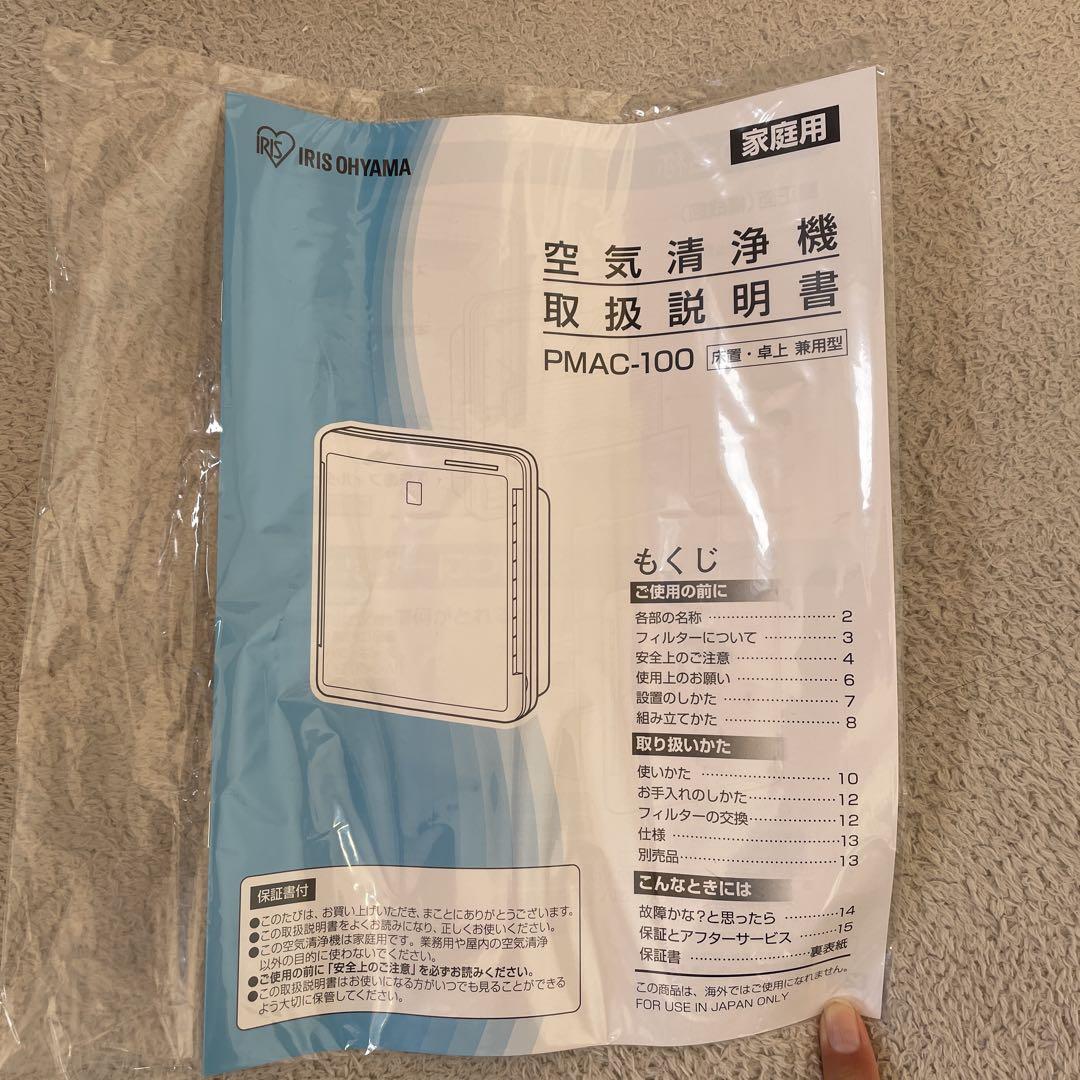 IRIS IRIS OHYAMA
家庭用
空気清浄機
取扱説明書
PMAC-100 床置・卓上 兼用型
もくじ
ご使用の前に
各部の名称 2
フィルターについて 3
安全上のご注意 4
使用上のお願い 6
設置のしかた 7
組み立てかた 8
取り扱いかた
使いかた 10
お手入れのしかた 12
フィルターの交換 12
仕様 13
別売品 13
こんなときには
故障かな?と思ったら 14
保証とアフターサービス 15
保証書 裏表紙
この商品は、海外ではご使用になれません。
FOR USE IN JAPAN ONLY
保証書付
●このたびは、お買い上げいただき、まことにありがとうございます。
●この取扱説明書をよくお読みになり、正しくお使いください。
●この空気清浄機は家庭用です。業務用や屋内の空気清浄
以外の目的に使わないでください。
●ご使用の前に「安全上のご注意」を必ずお読みください。
●この取扱説明書はお使いになる方がいつでも見ることができる
よう大切に保管してください。